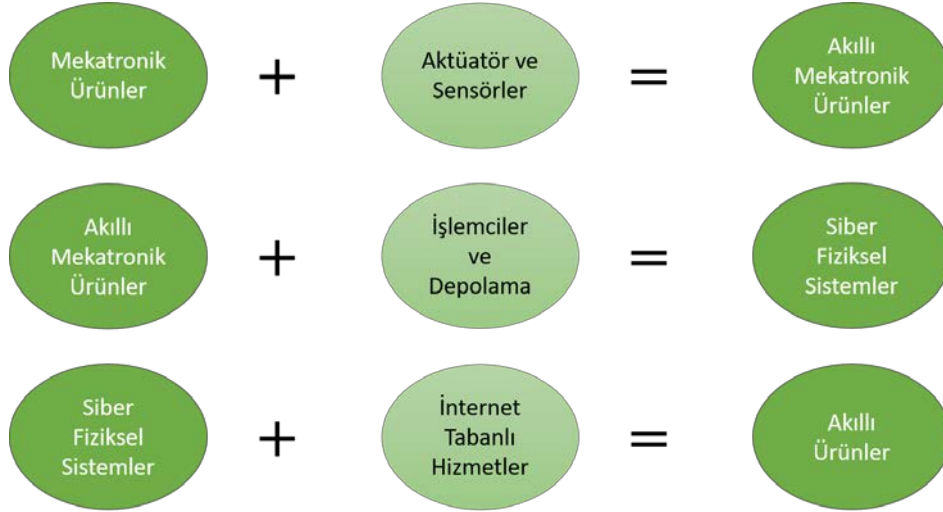 Mekatronik
Ürünler
+
Aktüatör ve
Sensörler
=
Akıllı
Mekatronik
Ürünler
Akıllı
Mekatronik
Ürünler
+
İşlemciler
ve
Depolama
=
Siber
Fiziksel
Sistemler
Siber
Fiziksel
Sistemler
+
İnternet
Tabanlı
Hizmetler
=
Akıllı
Ürünler